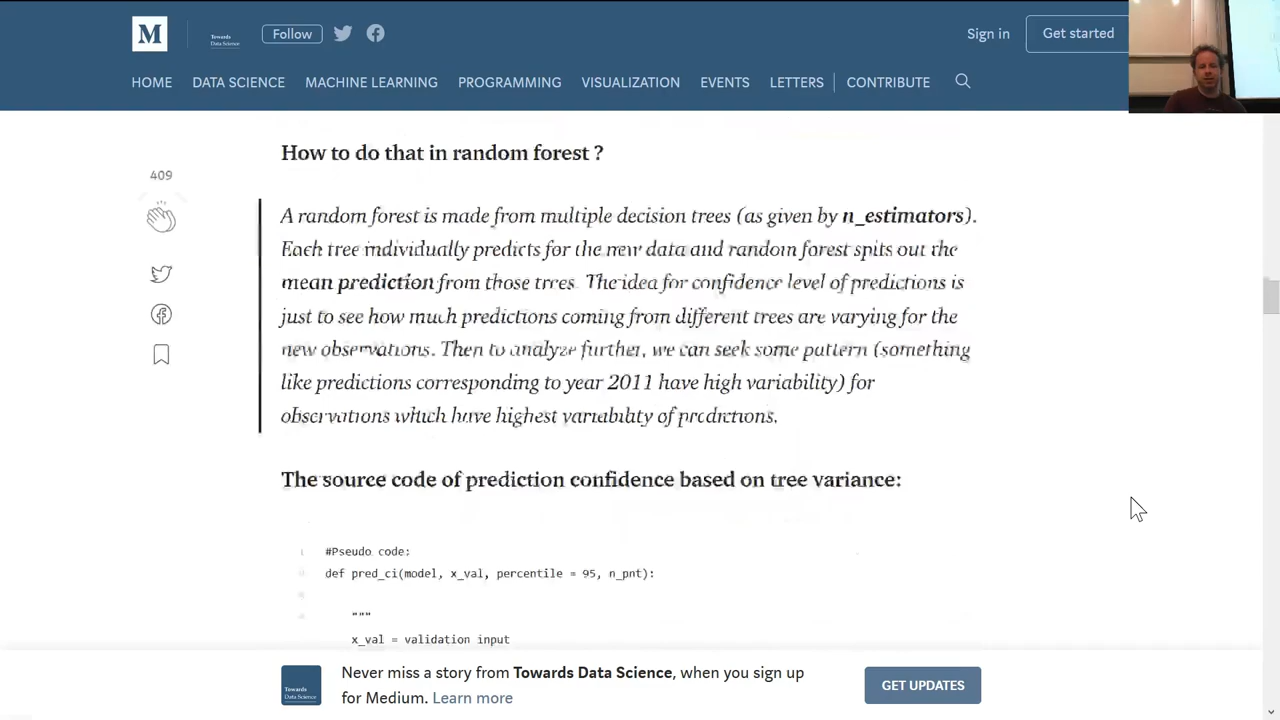 M
Towards
Data Science
Follow
Sign in
Get started
HOME
DATA SCIENCE
MACHINE LEARNING
PROGRAMMING
VISUALIZATION
EVENTS
LETTERS
CONTRIBUTE
How to do that in random forest ?
409
A random forest is made from multiple decision trees (as given by n_estimators).
Each tree individually predicts for the new data and random forest spits out the
mean prediction from those trees. The idea for confidence level of predictions is
just to see how much predictions coming from different trees are varying for the
new observations. Then to analyze further, we can seek some pattern (something
like predictions corresponding to year 2011 have high variability) for
observations which have highest variability of predictions.
The source code of prediction confidence based on tree variance:
#Pseudo code:
def pred_ci(model, x_val, percentile = 95, n_pnt):
"""
x_val = validation input
Towards
Data Science
Never miss a story from Towards Data Science, when you sign up
for Medium. Learn more
GET UPDATES